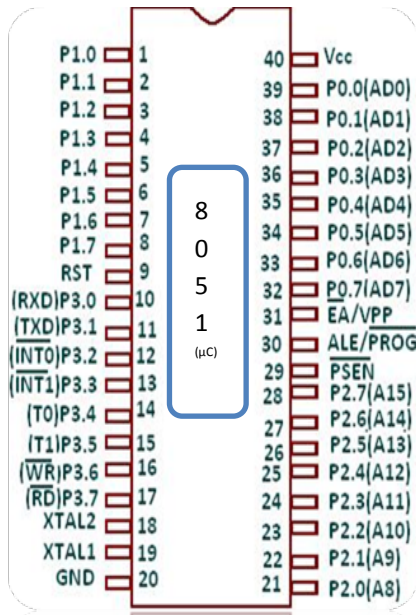 P1.0 1
P1.1 2
P1.2 3
P1.3 4
P1.4 5
P1.5 6
P1.6 7
P1.7 8
RST 9
(RXD)P3.0 10
(TXD)P3.1 11
(INT0)P3.2 12
(INT1)P3.3 13
(T0)P3.4 14
(T1)P3.5 15
(WR)P3.6 16
(RD)P3.7 17
XTAL2 18
XTAL1 19
GND 20
8
0
5
1
(µC)
40 Vcc
39 P0.0(AD0)
38 P0.1(AD1)
37 P0.2(AD2)
36 P0.3(AD3)
35 P0.4(AD4)
34 P0.5(AD5)
33 P0.6(AD6)
32 P0.7(AD7)
31 EA/VPP
30 ALE/PROG
29 PSEN
28 P2.7(A15)
27 P2.6(A14)
26 P2.5(A13)
25 P2.4(A12)
24 P2.3(A11)
23 P2.2(A10)
22 P2.1(A9)
21 P2.0(A8)